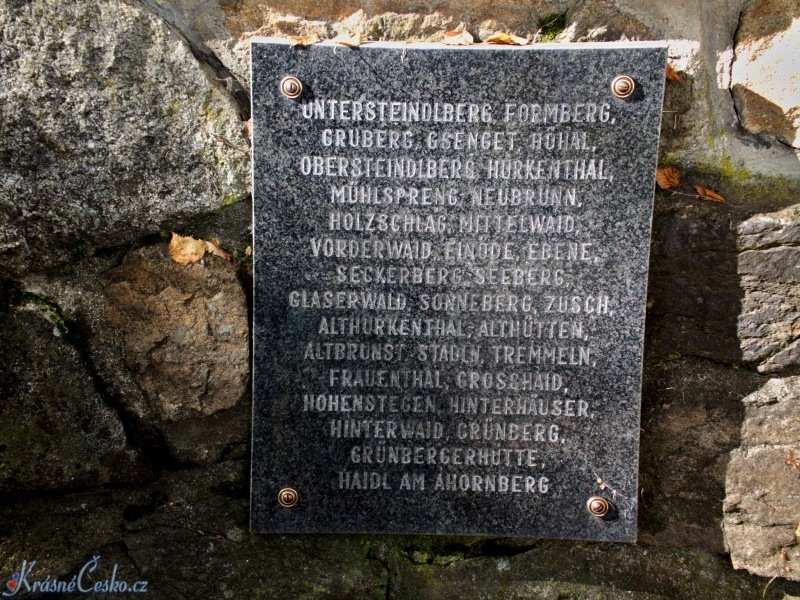 UNTERSTEINDLBERG, FORMBERG,
GRUBERG, GSENGET, HÖHAL,
OBERSTEINDLBERG, HURKENTHAL,
MÜHLSPRENG, NEUBRUNN,
HOLZSCHLAG, MITTELWAID,
VORDERWAID, EINÖDE, EBENE,
SECKERBERG, SEEBERG,
GLASERWALD, SONNEBERG, ZUSCH,
ALTHURKENTHAL, ALTHÜTTEN,
ALTBRUNST, STADLN, TREMMELN,
FRAUENTHAL, GROSSHAID,
HOHENSTEGEN, HINTERHÄUSER,
HINTERWAID, GRÜNBERG,
GRÜNBERGERHÜTTE,
HAIDL AM AHORNBERG
KrásnéČesko.cz